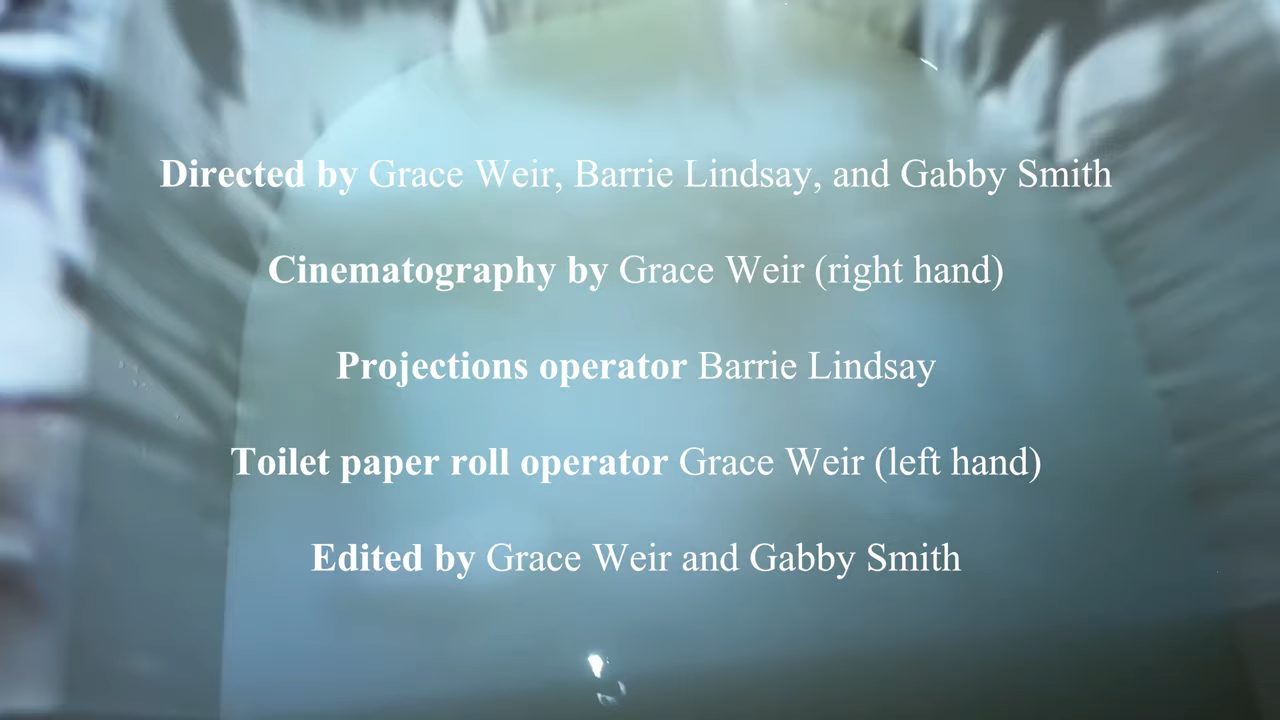 Directed by Grace Weir, Barrie Lindsay, and Gabby Smith
Cinematography by Grace Weir (right hand)
Projections operator Barrie Lindsay
Toilet paper roll operator Grace Weir (left hand)
Edited by Grace Weir and Gabby Smith